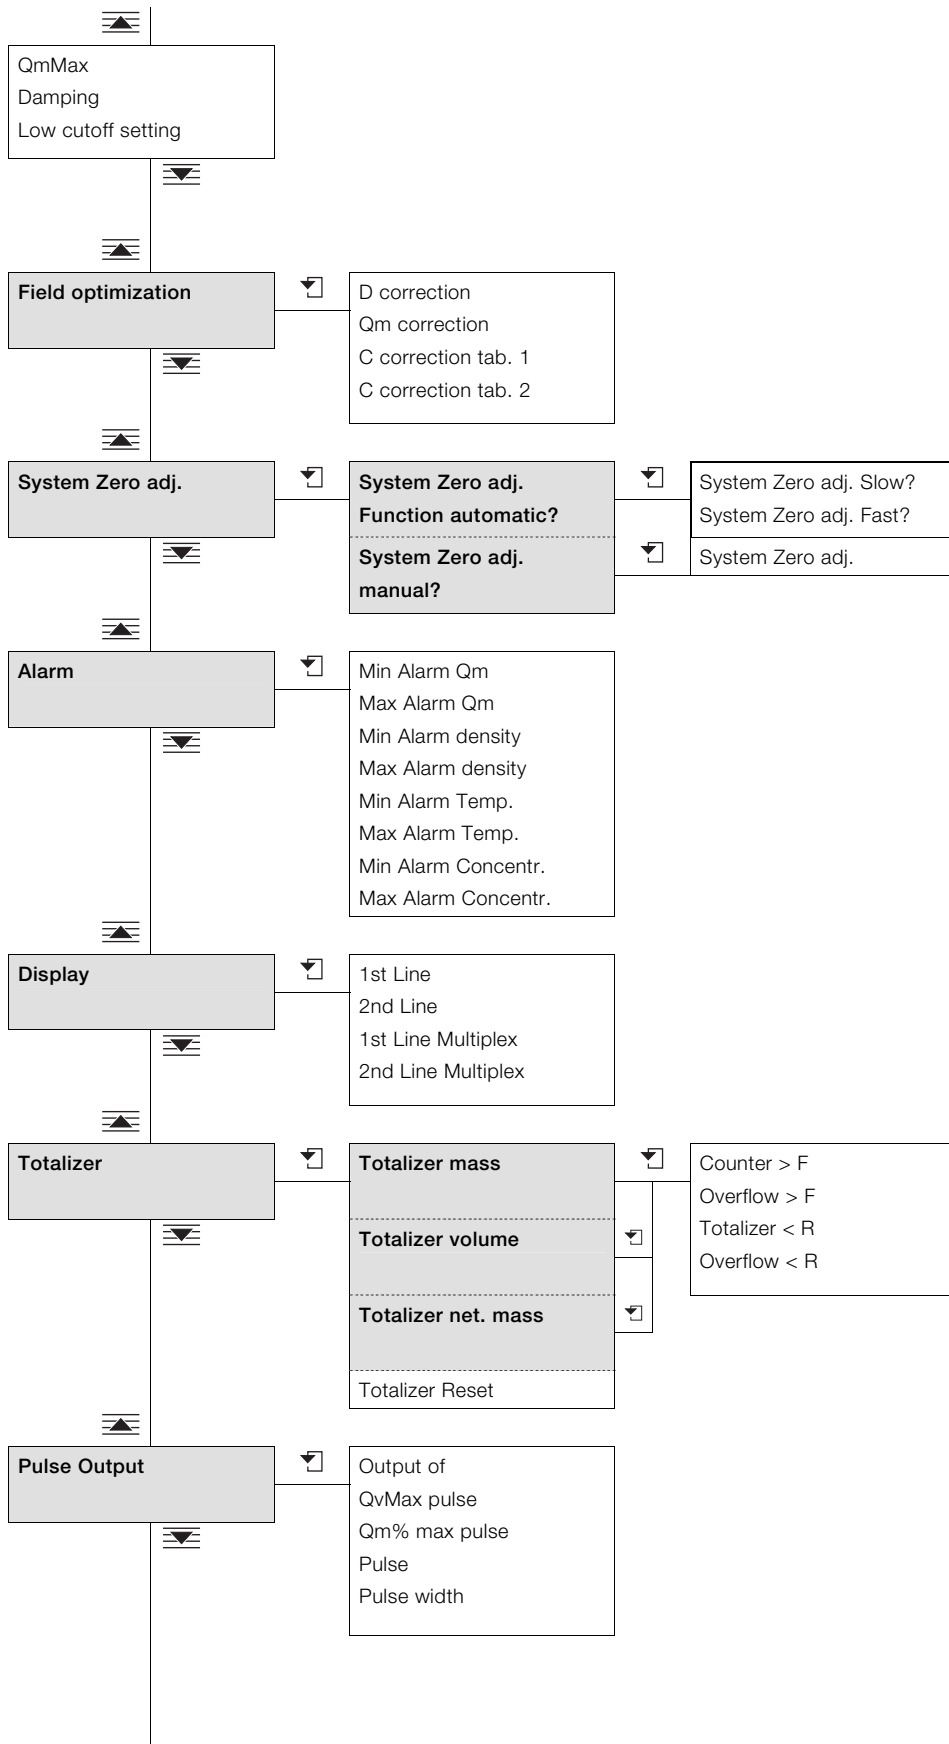 QmMax
Damping
Low cutoff setting
Field optimization
D correction
Qm correction
C correction tab. 1
C correction tab. 2
System Zero adj.
System Zero adj.
Function automatic?
System Zero adj. Slow?
System Zero adj. Fast?
System Zero adj.
manual?
System Zero adj.
Alarm
Min Alarm Qm
Max Alarm Qm
Min Alarm density
Max Alarm density
Min Alarm Temp.
Max Alarm Temp.
Min Alarm Concentr.
Max Alarm Concentr.
Display
1st Line
2nd Line
1st Line Multiplex
2nd Line Multiplex
Totalizer
Totalizer mass
Totalizer volume
Totalizer net. mass
Totalizer Reset
Counter > F
Overflow > F
Totalizer < R
Overflow < R
Pulse Output
Output of
QvMax pulse
Qm% max pulse
Pulse
Pulse width